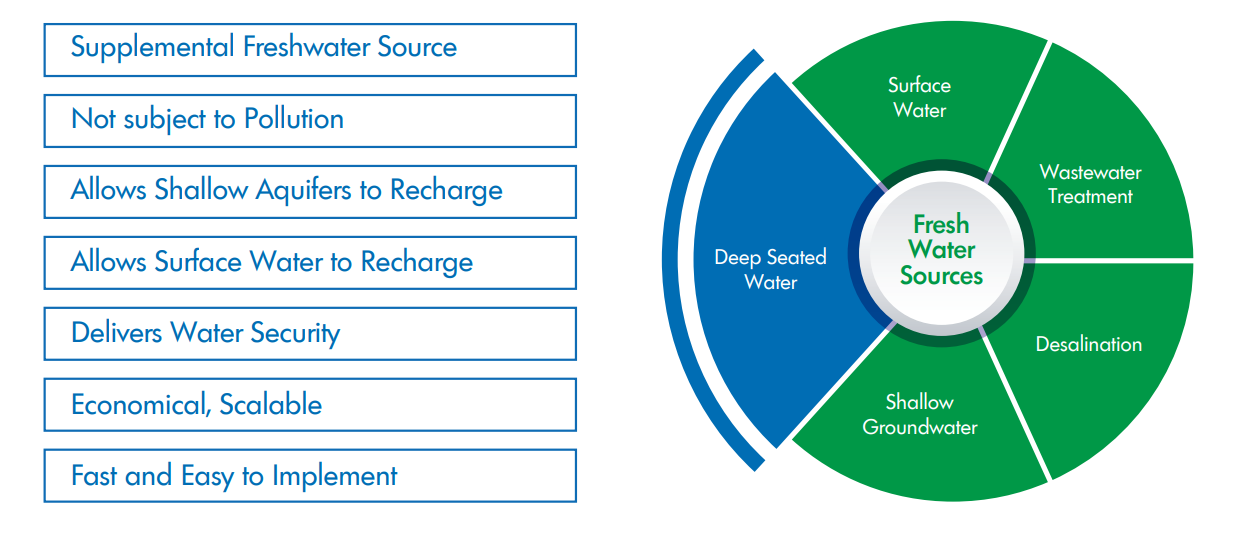 Supplemental Freshwater Source
Not subject to Pollution
Allows Shallow Aquifers to Recharge
Allows Surface Water to Recharge
Delivers Water Security
Economical, Scalable
Fast and Easy to Implement
Surface
Water
Wastewater
Treatment
Desalination
Shallow
Groundwater
Deep Seated
Water
Fresh
Water
Sources